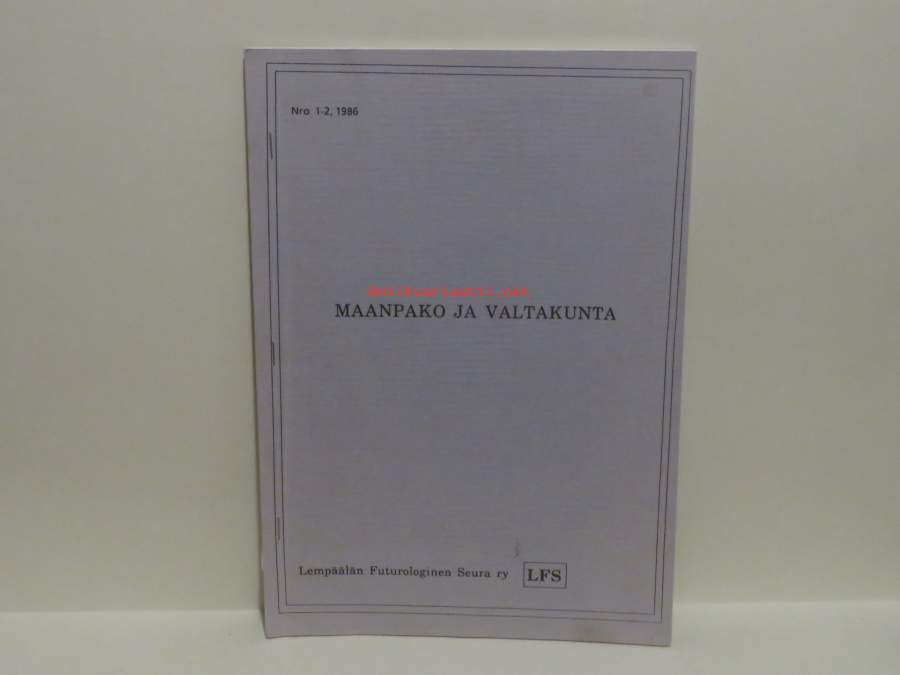 Nro 1-2, 1986
antikvariaatti.net
MAANPAKO JA VALTAKUNTA
Lempäälän Futurologinen Seura ry
LFS